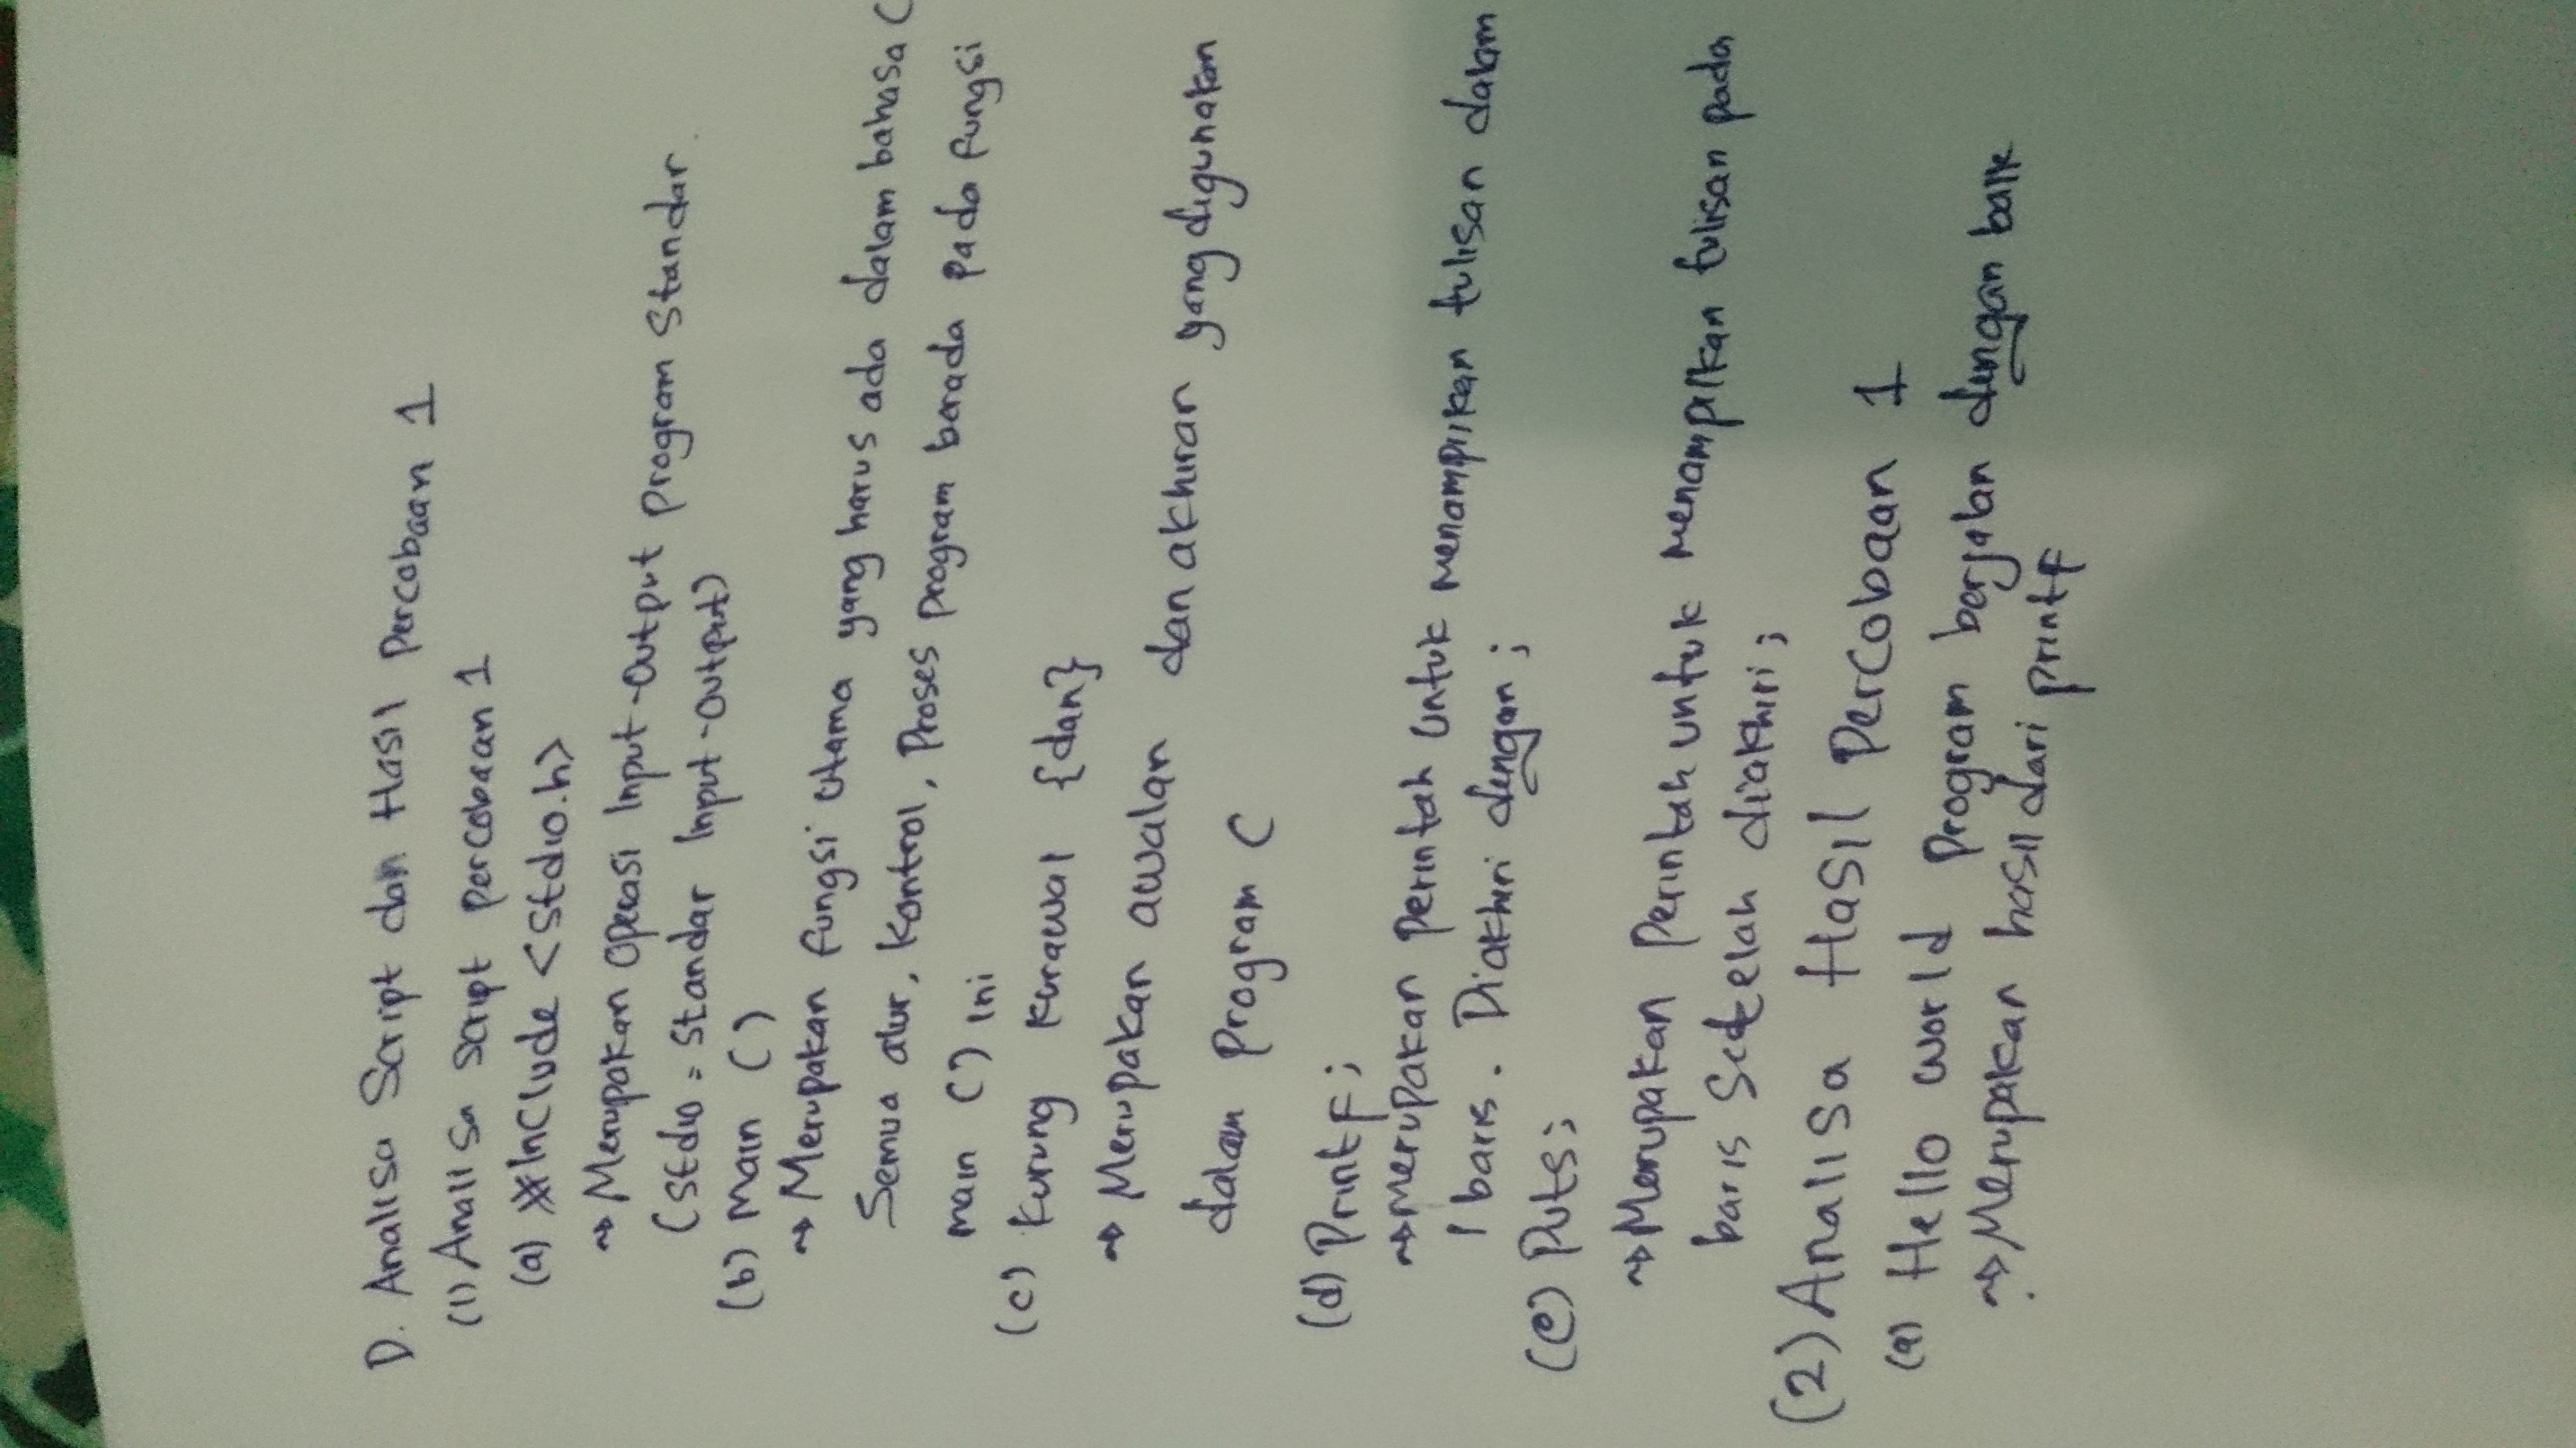 D. Analisa Script dan Hasil Percobaan 1
(1) Analisa Script percobaan 1
(a) #Include <stdio.h>
→ Merupakan Operasi Input-Output program Standar.
(stdio = standar Input-Output)
(b) Main ()
→ Merupakan fungsi utama yang harus ada dalam bahasa C
Semua alur, Kontrol, Proses program berada pada fungsi
main () ini
(c) Kurung Kurawal {dan}
→ Merupakan awalan dan akhiran yang digunakan
dalam program C
(d) Printf;
→ merupakan perintah untuk menampilkan tulisan dalam
1 baris. Diakhiri dengan ;
(e) Puts;
→ Merupakan Perintah untuk menampilkan tulisan pada
baris Setelah diakhiri ;
(2) Analisa Hasil Percobaan 1
(a) Hello world Program berjalan dengan baik
→ Merupakan hasil dari printf